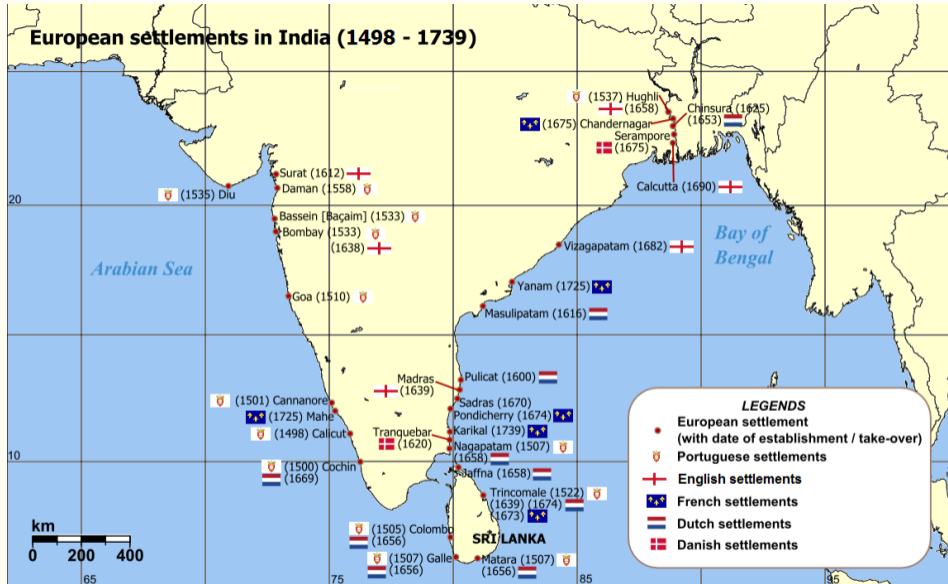 European settlements in India (1498 - 1739)
(1537) Hughli
(1658)
Chinsura (1625)
(1653)
(1675) Chandernagar
Serampore
(1675)
Calcutta (1690)
Surat (1612)
Daman (1558)
(1535) Diu
20
Bassein [Baçaim] (1533)
Bombay (1533)
(1638)
Vizagapatam (1682)
Bay of
Bengal
Arabian Sea
Yanam (1725)
Goa (1510)
Masulipatam (1616)
Pulicat (1600)
Madras
(1639)
(1501) Cannanore
Sadras (1670)
(1725) Mahe
Pondicherry (1674)
(1498) Calicut
Tranquebar
(1620)
Karikal (1739)
Nagapatam (1507)
(1658)
10
(1500) Cochin
(1669)
Jaffna (1658)
Trincomale (1522)
(1639) (1674)
(1673)
(1505) Colombo
(1656)
SRI LANKA
(1507) Galle
(1656)
Matara (1507)
(1656)
km
0 200 400
65
75
85
95
LEGENDS
European settlement
(with date of establishment / take-over)
Portuguese settlements
English settlements
French settlements
Dutch settlements
Danish settlements